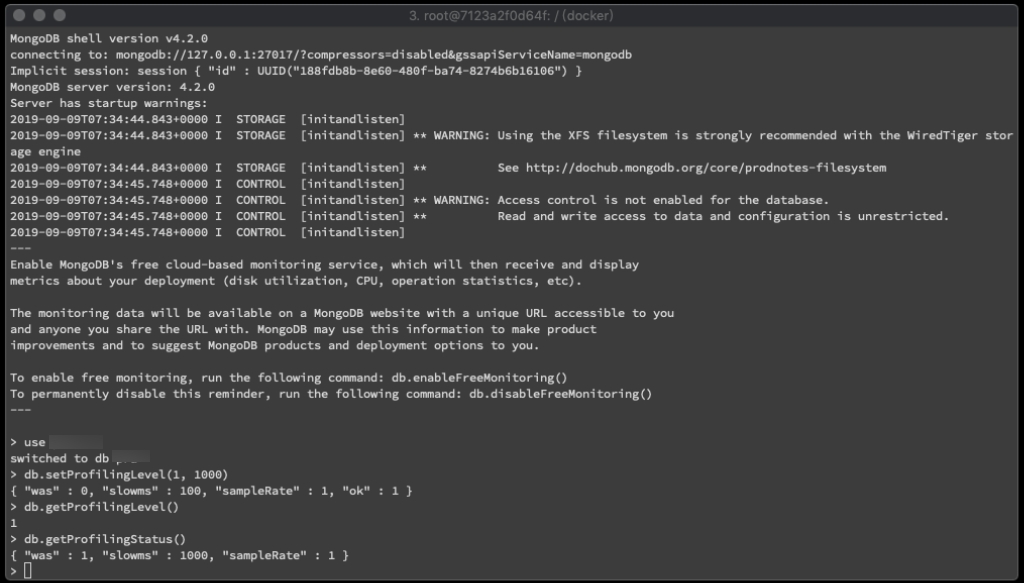 3. root@7123a2f0d64f: / (docker)
MongoDB shell version v4.2.0
connecting to: mongodb://127.0.0.1:27017/?compressors=disabled&gssapiServiceName=mongodb
Implicit session: session { "id" : UUID("188fdb8b-8e60-480f-ba74-8274b6b16106") }
MongoDB server version: 4.2.0
Server has startup warnings:
2019-09-09T07:34:44.843+0000 I  STORAGE  [initandlisten]
2019-09-09T07:34:44.843+0000 I  STORAGE  [initandlisten] ** WARNING: Using the XFS filesystem is strongly recommended with the WiredTiger stor
age engine
2019-09-09T07:34:44.843+0000 I  STORAGE  [initandlisten] **          See http://dochub.mongodb.org/core/prodnotes-filesystem
2019-09-09T07:34:45.748+0000 I  CONTROL  [initandlisten]
2019-09-09T07:34:45.748+0000 I  CONTROL  [initandlisten] ** WARNING: Access control is not enabled for the database.
2019-09-09T07:34:45.748+0000 I  CONTROL  [initandlisten] **          Read and write access to data and configuration is unrestricted.
2019-09-09T07:34:45.748+0000 I  CONTROL  [initandlisten]
---
Enable MongoDB's free cloud-based monitoring service, which will then receive and display
metrics about your deployment (disk utilization, CPU, operation statistics, etc).
The monitoring data will be available on a MongoDB website with a unique URL accessible to you
and anyone you share the URL with. MongoDB may use this information to make product
improvements and to suggest MongoDB products and deployment options to you.
To enable free monitoring, run the following command: db.enableFreeMonitoring()
To permanently disable this reminder, run the following command: db.disableFreeMonitoring()
---
> use
switched to db
> db.setProfilingLevel(1, 1000)
{ "was" : 0, "slowms" : 100, "sampleRate" : 1, "ok" : 1 }
> db.getProfilingLevel()
1
> db.getProfilingStatus()
{ "was" : 1, "slowms" : 1000, "sampleRate" : 1 }
>